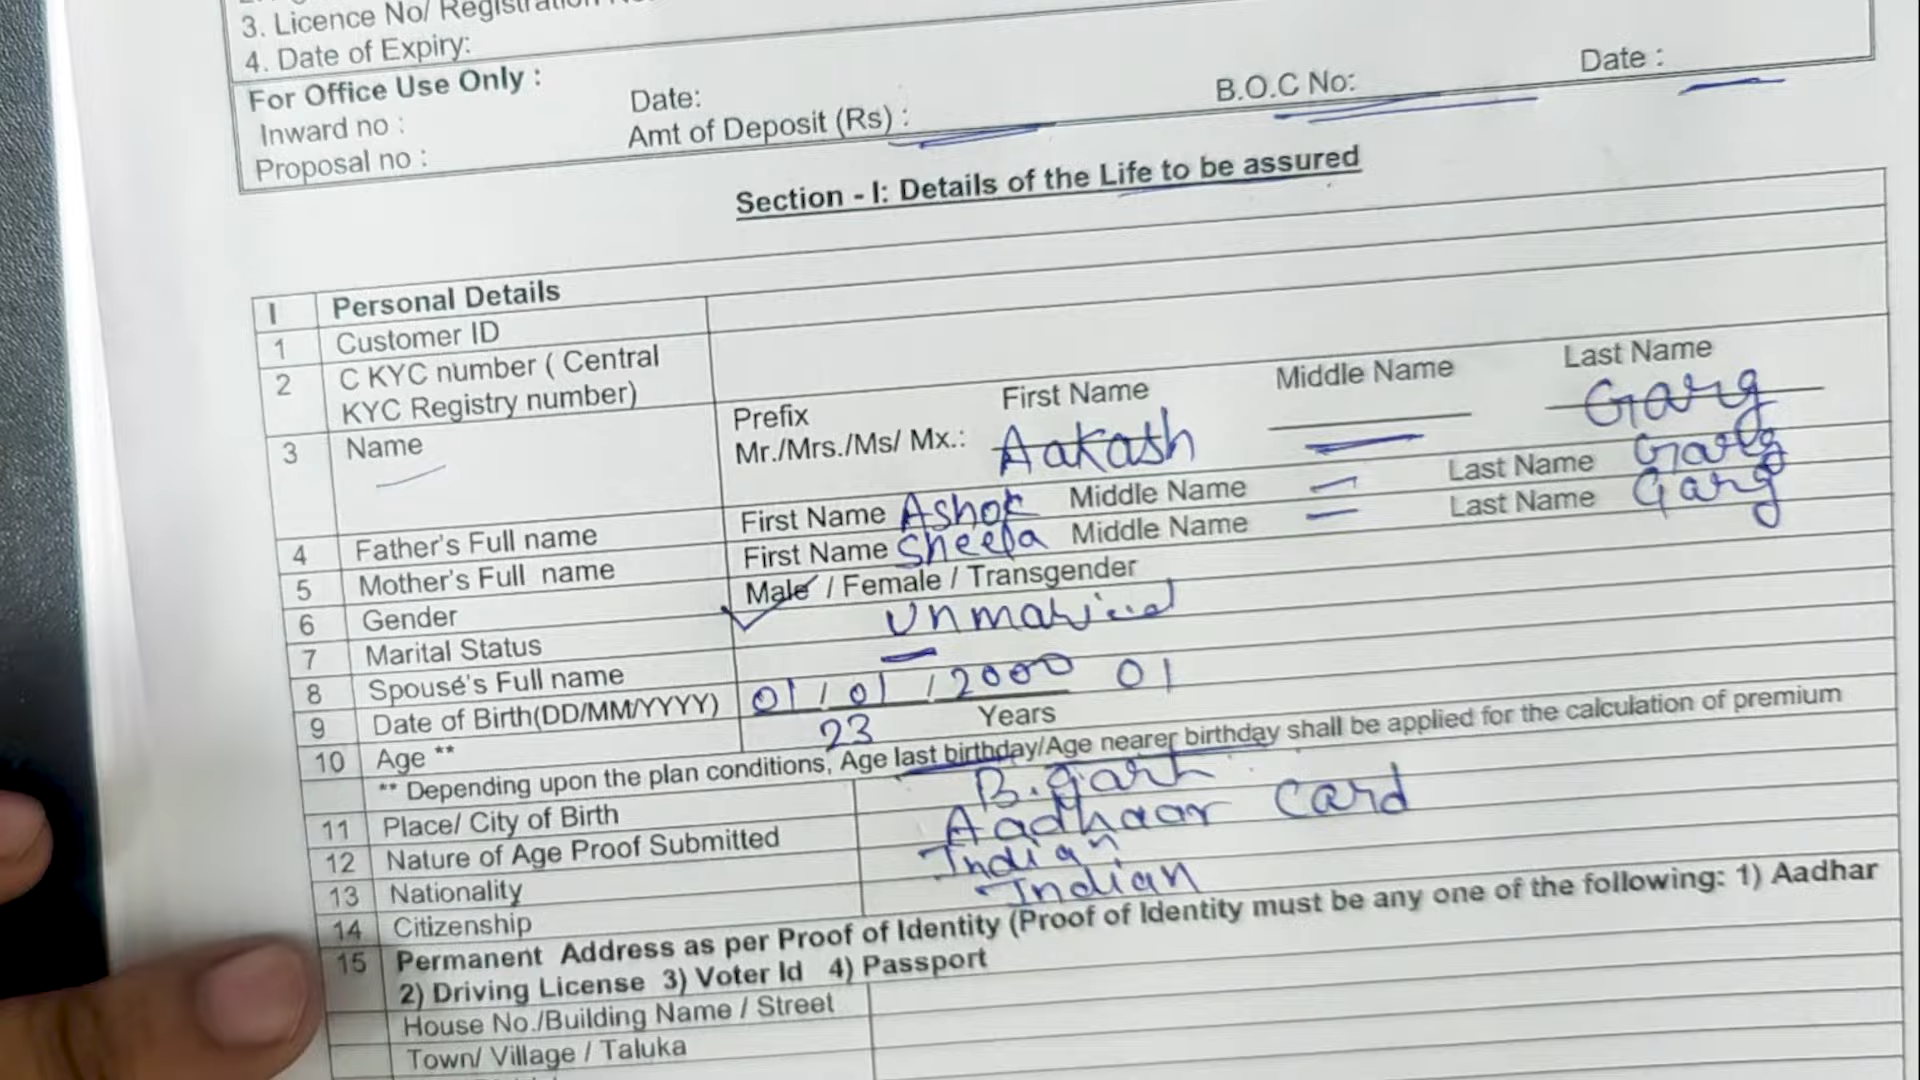 3. Licence No/ Registration No
4. Date of Expiry:
For Office Use Only :
Inward no : Date: B.O.C No: Date :
Proposal no : Amt of Deposit (Rs) :
Section - I: Details of the Life to be assured
I Personal Details
1 Customer ID
2 C KYC number ( Central KYC Registry number)
3 Name Prefix Mr./Mrs./Ms/ Mx.: First Name Aakash Middle Name — Last Name Garg
4 Father's Full name First Name Ashok Middle Name — Last Name Garg
5 Mother's Full name First Name Sheela Middle Name — Last Name Garg
6 Gender Male / Female / Transgender
7 Marital Status Unmarried
8 Spouse's Full name —
9 Date of Birth(DD/MM/YYYY) 01/01/2000 01
10 Age ** 23 Years
** Depending upon the plan conditions, Age last birthday/Age nearer birthday shall be applied for the calculation of premium
11 Place/ City of Birth B.garh
12 Nature of Age Proof Submitted Aadhaar Card
13 Nationality Indian
14 Citizenship Indian
15 Permanent Address as per Proof of Identity (Proof of Identity must be any one of the following: 1) Aadhar
2) Driving License 3) Voter Id 4) Passport
House No./Building Name / Street
Town/ Village / Taluka